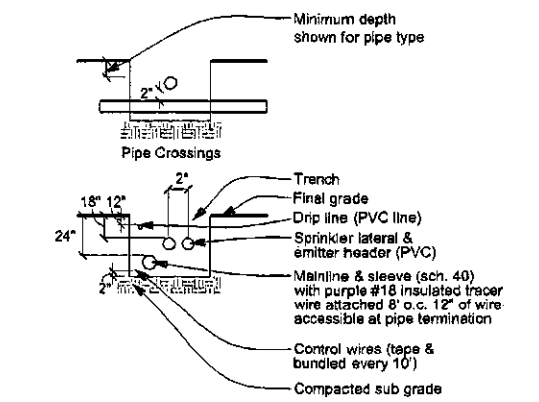 Minimum depth
shown for pipe type
2"
Pipe Crossings
2"
Trench
Final grade
18" 12"
Drip line (PVC line)
24"
Sprinkler lateral &
emitter header (PVC)
Mainline & sleeve (sch. 40)
with purple #18 insulated tracer
wire attached 8' o.c. 12" of wire
accessible at pipe termination
2"
Control wires (tape &
bundled every 10')
Compacted sub grade